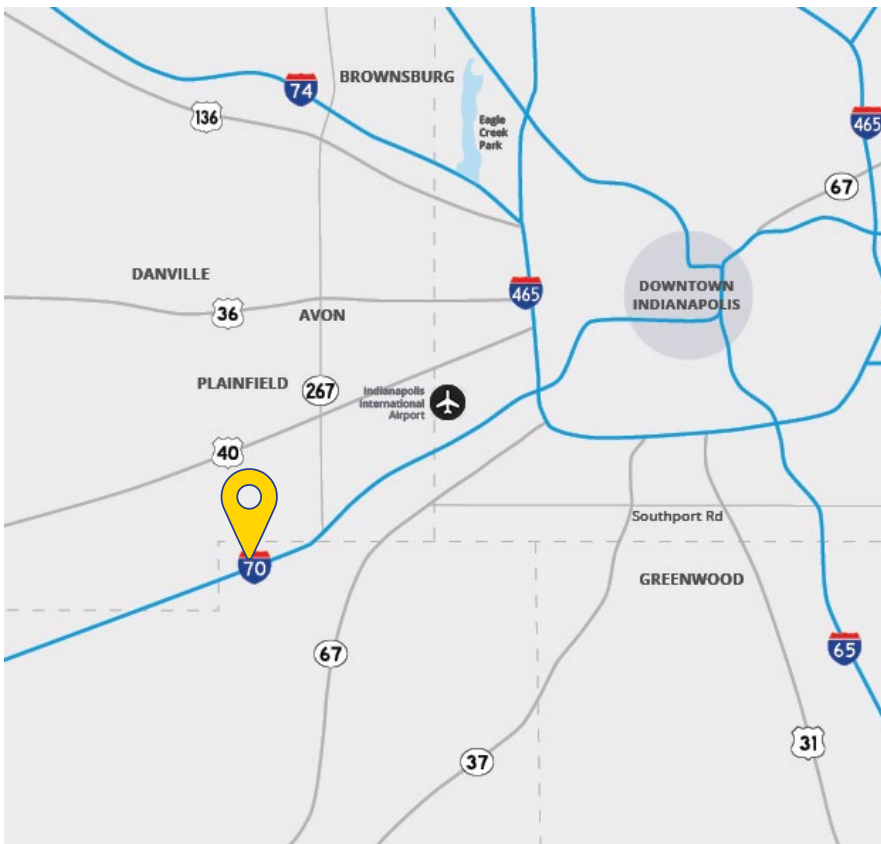 BROWNSBURG
74
136
Eagle
Creek
Park
465
67
DANVILLE
465
DOWNTOWN
INDIANAPOLIS
36
AVON
PLAINFIELD
267
Indianapolis
International
Airport
40
Southport Rd
70
GREENWOOD
67
65
31
37